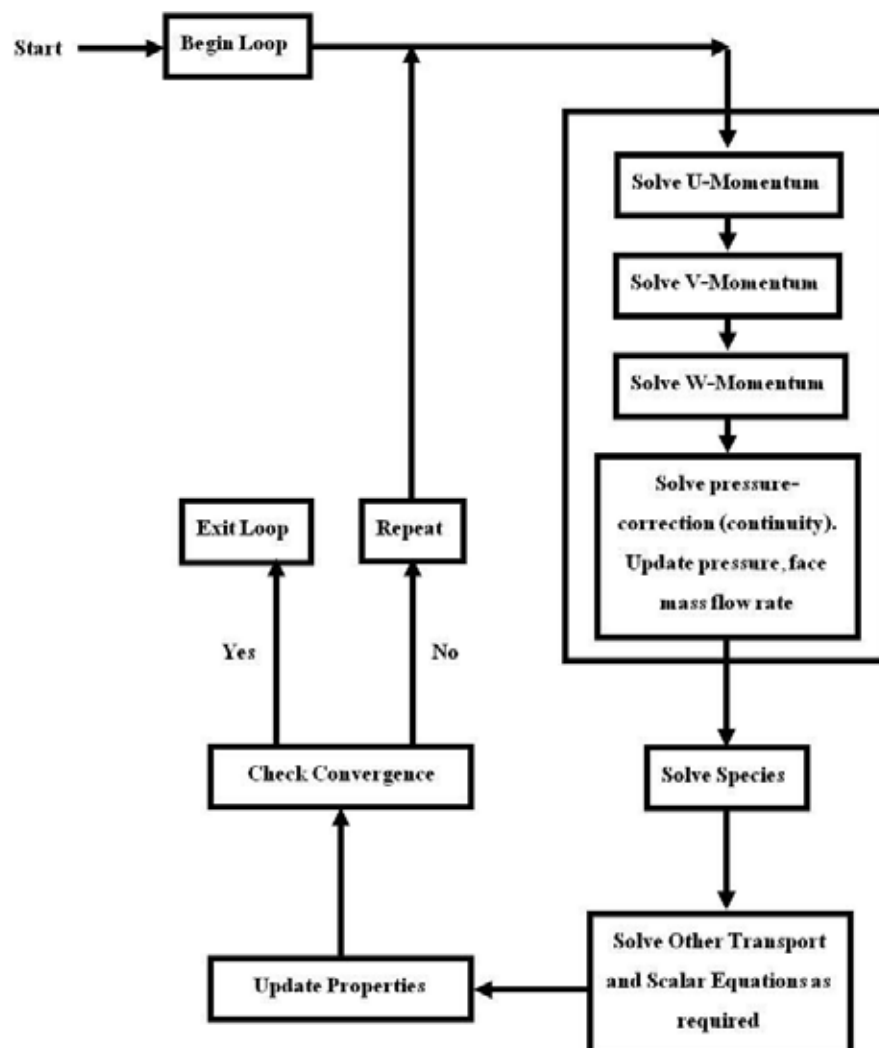 Start
Begin Loop
Solve U-Momentum
Solve V-Momentum
Solve W-Momentum
Solve pressure-
correction (continuity).
Update pressure, face
mass flow rate
Exit Loop
Repeat
Yes
No
Check Convergence
Solve Species
Solve Other Transport
and Scalar Equations as
required
Update Properties